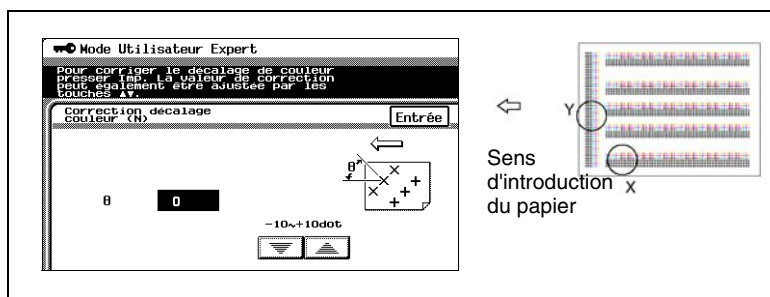 Mode Utilisateur Expert
Pour corriger le décalage de couleur
presser Imp. La valeur de correction
peut également être ajustée par les
touches ▲▼.
Correction décalage
couleur (N)
Entrée
θ
θ 0
-10~+10dot
Y
Sens
d'introduction
du papier
X